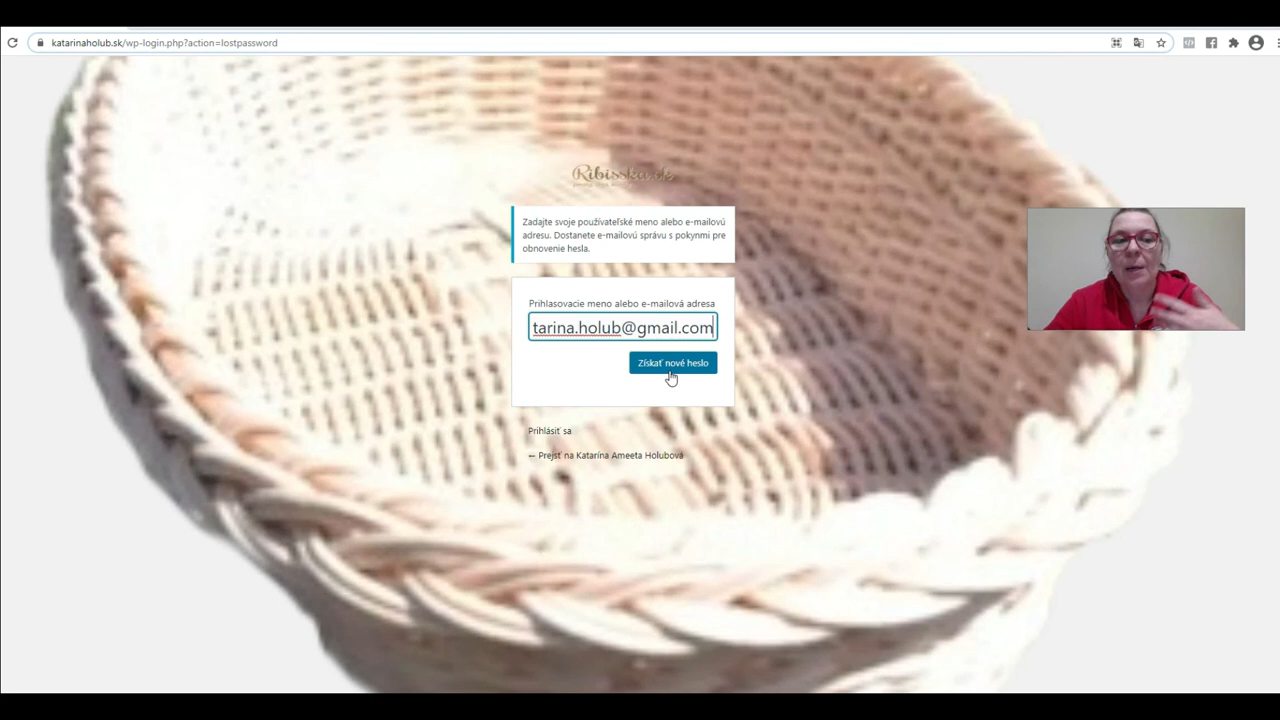 katarinaholub.sk/wp-login.php?action=lostpassword
Ribisska.sk
Zadajte svoje používateľské meno alebo e-mailovú
adresu. Dostanete e-mailovú správu s pokynmi pre
obnovenie hesla.
Prihlasovacie meno alebo e-mailová adresa
tarina.holub@gmail.com
Získať nové heslo
Prihlásiť sa
← Prejsť na Katarína Ameeta Holubová